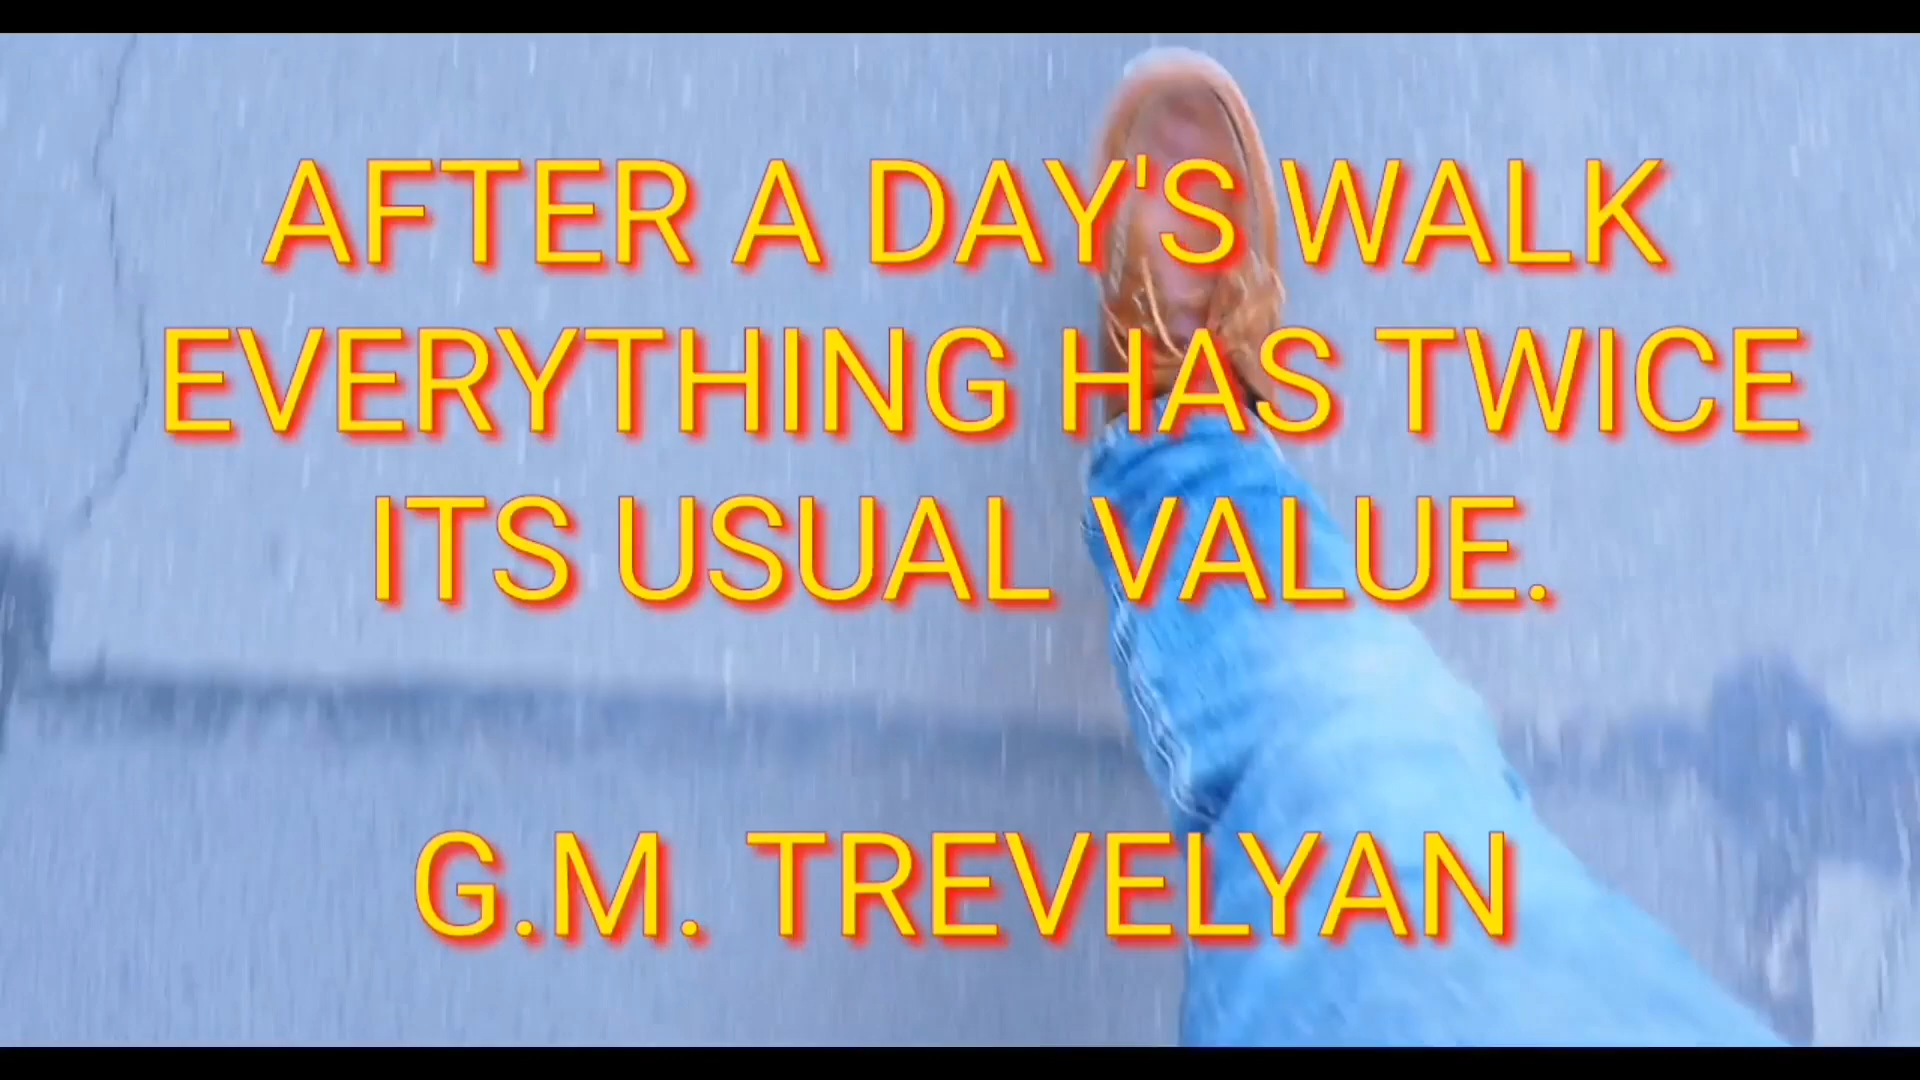 AFTER A DAY'S WALK
EVERYTHING HAS TWICE
ITS USUAL VALUE.
G.M. TREVELYAN